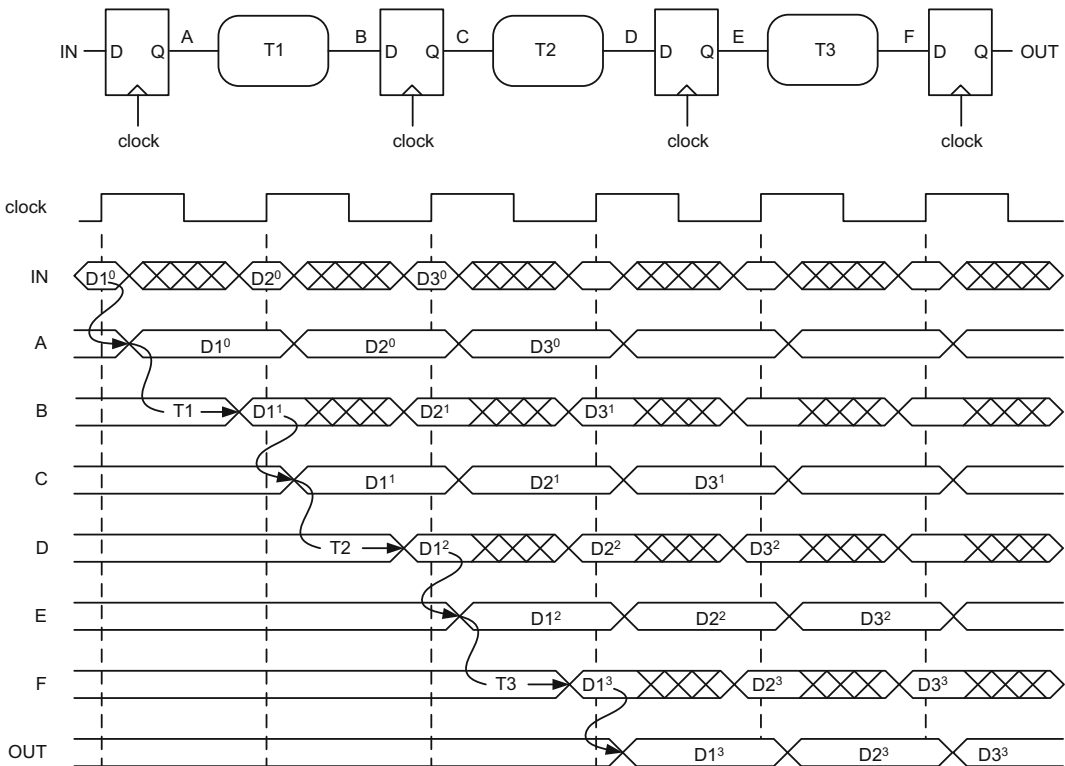 A B C D E F
IN D Q T1 D Q T2 D Q T3 D Q OUT
clock clock clock clock
clock
IN D1⁰ D2⁰ D3⁰
A D1⁰ D2⁰ D3⁰
B T1 D1¹ D2¹ D3¹
C D1¹ D2¹ D3¹
D T2 D1² D2² D3²
E D1² D2² D3²
F T3 D1³ D2³ D3³
OUT D1³ D2³ D3³